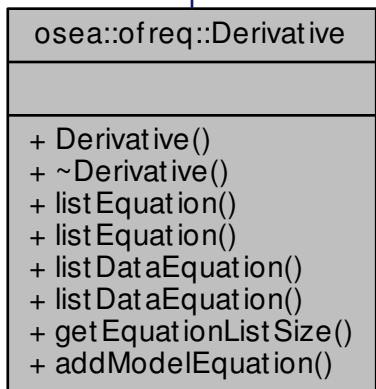 osea::ofreq::Derivative
+ Derivative()
+ ~Derivative()
+ listEquation()
+ listEquation()
+ listDataEquation()
+ listDataEquation()
+ getEquationListSize()
+ addModelEquation()